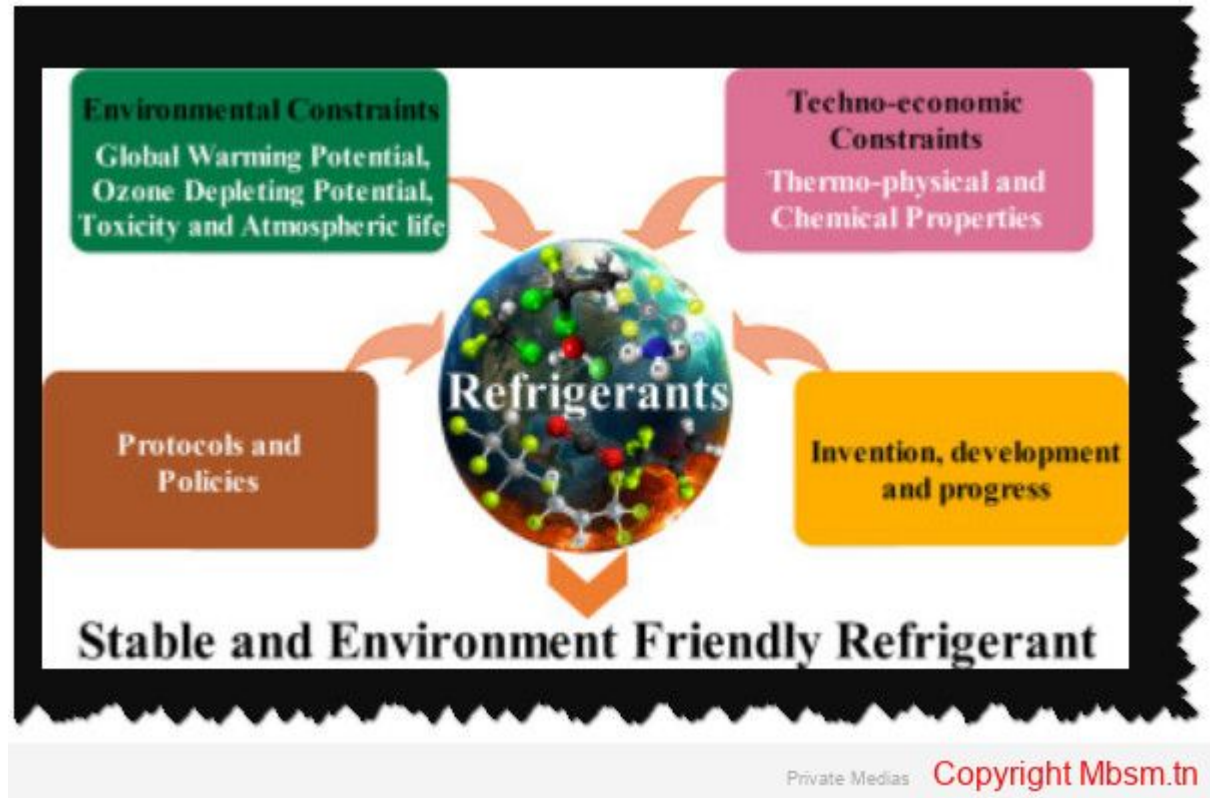 Environmental Constraints
Global Warming Potential,
Ozone Depleting Potential,
Toxicity and Atmospheric life
Techno-economic
Constraints
Thermo-physical and
Chemical Properties
Refrigerants
Protocols and
Policies
Invention, development
and progress
Stable and Environment Friendly Refrigerant
Private Medias Copyright Mbsm.tn